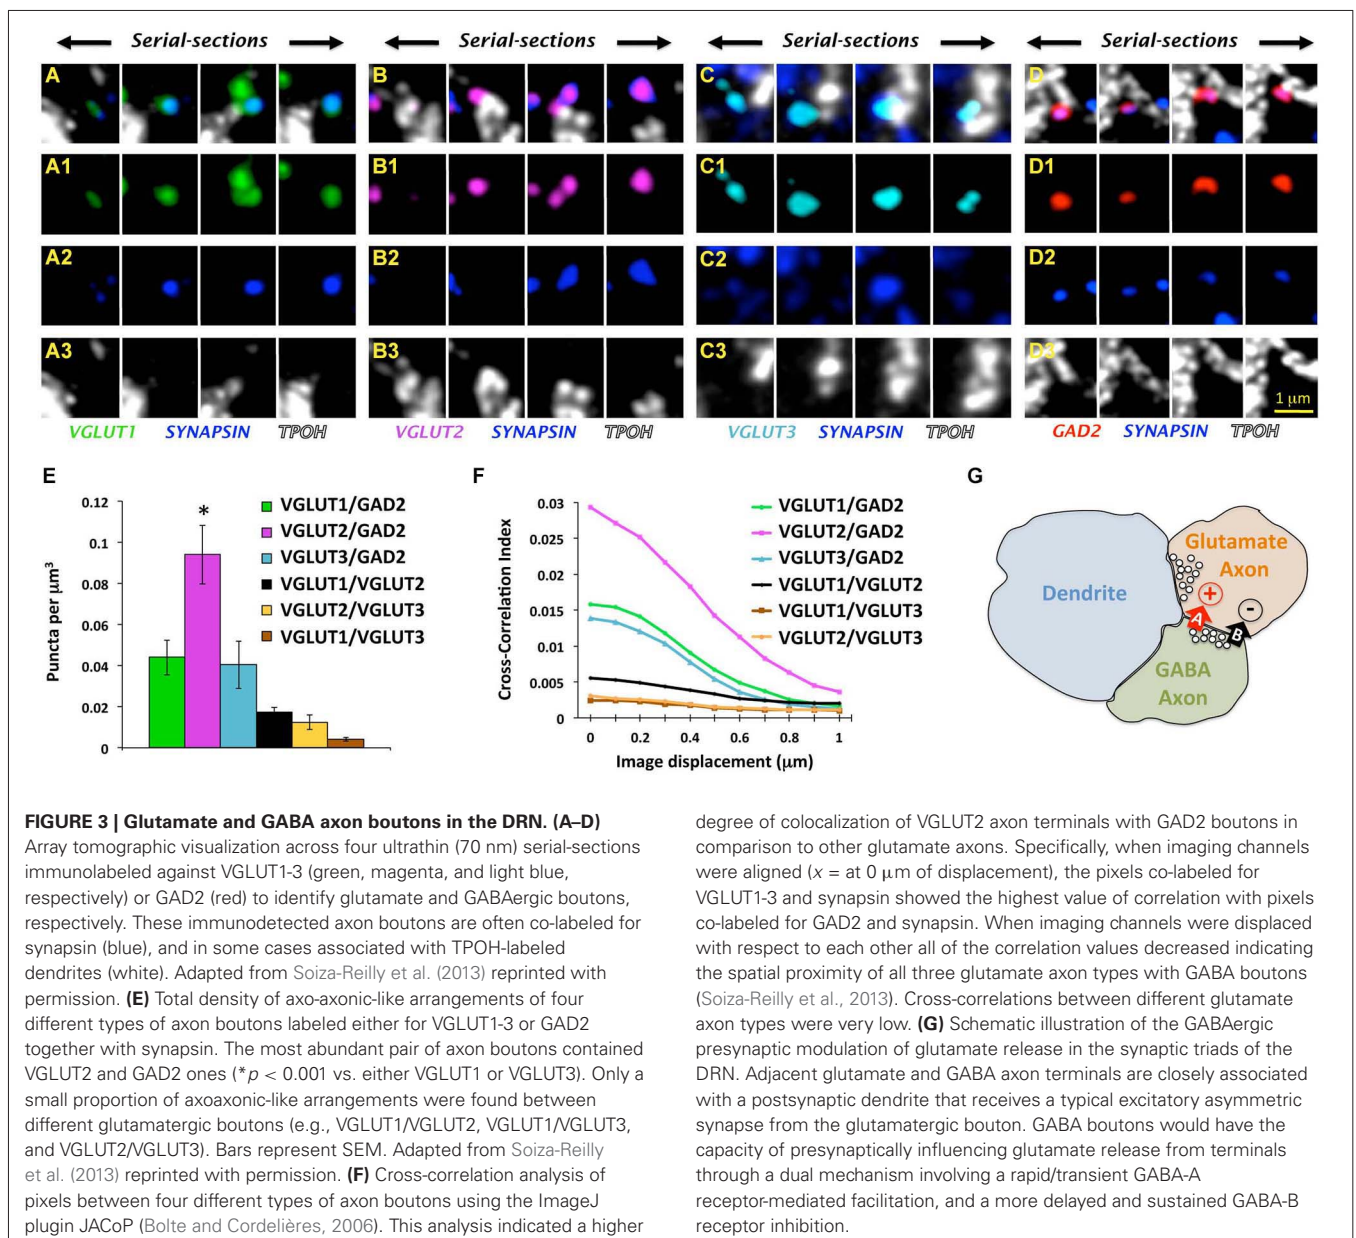 Serial-sections
Serial-sections
Serial-sections
Serial-sections
A
B
C
D
A1
B1
C1
D1
A2
B2
C2
D2
A3
B3
C3
D3
1 μm
VGLUT1 SYNAPSIN TPOH
VGLUT2 SYNAPSIN TPOH
VGLUT3 SYNAPSIN TPOH
GAD2 SYNAPSIN TPOH
E
Puncta per μm³
0.12
0.1
0.08
0.06
0.04
0.02
0
*
VGLUT1/GAD2
VGLUT2/GAD2
VGLUT3/GAD2
VGLUT1/VGLUT2
VGLUT2/VGLUT3
VGLUT1/VGLUT3
F
Cross-Correlation Index
0.03
0.025
0.02
0.015
0.01
0.005
0
0 0.2 0.4 0.6 0.8 1
Image displacement (μm)
VGLUT1/GAD2
VGLUT2/GAD2
VGLUT3/GAD2
VGLUT1/VGLUT2
VGLUT1/VGLUT3
VGLUT2/VGLUT3
G
Dendrite
Glutamate
Axon
+
-
A
B
GABA
Axon
FIGURE 3 | Glutamate and GABA axon boutons in the DRN. (A–D)
Array tomographic visualization across four ultrathin (70 nm) serial-sections
immunolabeled against VGLUT1-3 (green, magenta, and light blue,
respectively) or GAD2 (red) to identify glutamate and GABAergic boutons,
respectively. These immunodetected axon boutons are often co-labeled for
synapsin (blue), and in some cases associated with TPOH-labeled
dendrites (white). Adapted from Soiza-Reilly et al. (2013) reprinted with
permission. (E) Total density of axo-axonic-like arrangements of four
different types of axon boutons labeled either for VGLUT1-3 or GAD2
together with synapsin. The most abundant pair of axon boutons contained
VGLUT2 and GAD2 ones (*p < 0.001 vs. either VGLUT1 or VGLUT3). Only a
small proportion of axoaxonic-like arrangements were found between
different glutamatergic boutons (e.g., VGLUT1/VGLUT2, VGLUT1/VGLUT3,
and VGLUT2/VGLUT3). Bars represent SEM. Adapted from Soiza-Reilly
et al. (2013) reprinted with permission. (F) Cross-correlation analysis of
pixels between four different types of axon boutons using the ImageJ
plugin JACoP (Bolte and Cordelières, 2006). This analysis indicated a higher
degree of colocalization of VGLUT2 axon terminals with GAD2 boutons in
comparison to other glutamate axons. Specifically, when imaging channels
were aligned (x = at 0 μm of displacement), the pixels co-labeled for
VGLUT1-3 and synapsin showed the highest value of correlation with pixels
co-labeled for GAD2 and synapsin. When imaging channels were displaced
with respect to each other all of the correlation values decreased indicating
the spatial proximity of all three glutamate axon types with GABA boutons
(Soiza-Reilly et al., 2013). Cross-correlations between different glutamate
axon types were very low. (G) Schematic illustration of the GABAergic
presynaptic modulation of glutamate release in the synaptic triads of the
DRN. Adjacent glutamate and GABA axon terminals are closely associated
with a postsynaptic dendrite that receives a typical excitatory asymmetric
synapse from the glutamatergic bouton. GABA boutons would have the
capacity of presynaptically influencing glutamate release from terminals
through a dual mechanism involving a rapid/transient GABA-A
receptor-mediated facilitation, and a more delayed and sustained GABA-B
receptor inhibition.